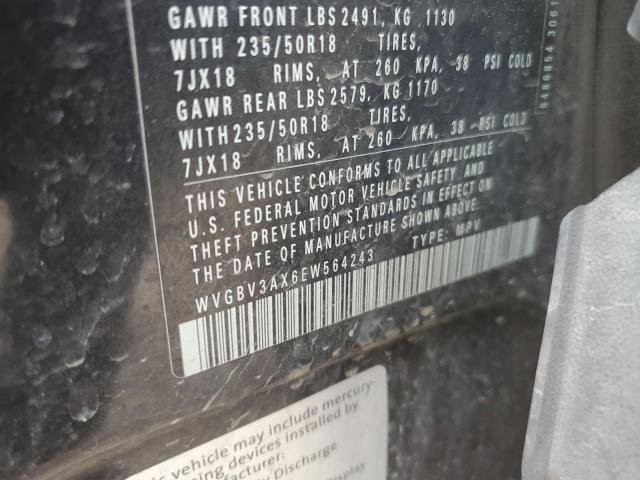 GAWR FRONT LBS 2491, KG 1130
WITH 235/50R18 TIRES,
7JX18 RIMS, AT 260 KPA, 38 PSI COLD
GAWR REAR LBS 2579, KG 1170
WITH 235/50R18 TIRES,
7JX18 RIMS, AT 260 KPA, 38 PSI COLD
THIS VEHICLE CONFORMS TO ALL APPLICABLE
U.S. FEDERAL MOTOR VEHICLE SAFETY AND
THEFT PREVENTION STANDARDS IN EFFECT ON
THE DATE OF MANUFACTURE SHOWN ABOVE.
WVGBV3AX6EW564243 TYPE: MPV
vehicle may include mercury-
devices installed by
Discharge
Display